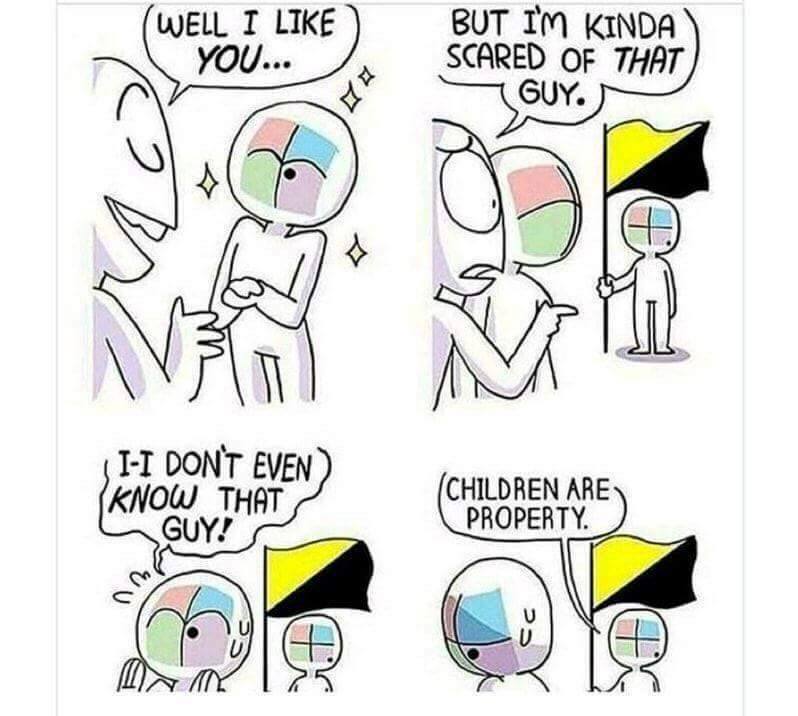 WELL I LIKE
YOU...
BUT I'M KINDA
SCARED OF THAT
GUY.
I-I DON'T EVEN
KNOW THAT
GUY!
CHILDREN ARE
PROPERTY.